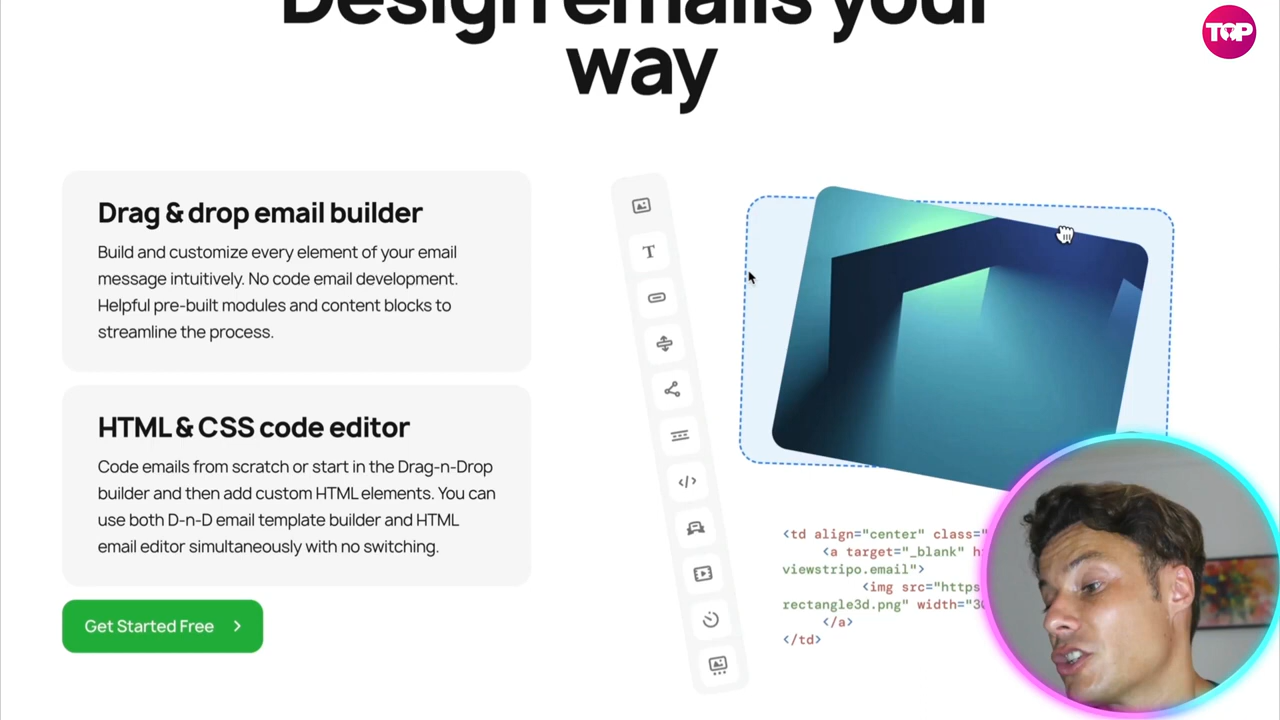 Design emails your
way
TOP
Drag & drop email builder
Build and customize every element of your email
message intuitively. No code email development.
Helpful pre-built modules and content blocks to
streamline the process.
HTML & CSS code editor
Code emails from scratch or start in the Drag-n-Drop
builder and then add custom HTML elements. You can
use both D-n-D email template builder and HTML
email editor simultaneously with no switching.
Get Started Free
T
</>
<td align="center" class="
<a target="_blank" h
viewstripo.email">
<img src="https
rectangle3d.png" width="30
</a>
</td>